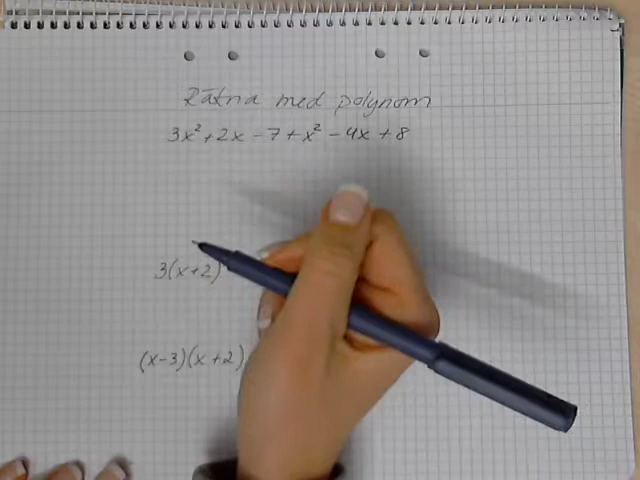 Räkna med polynom
3x² + 2x - 7 + x² - 4x + 8
3(x+2)
(x-3)(x+2)